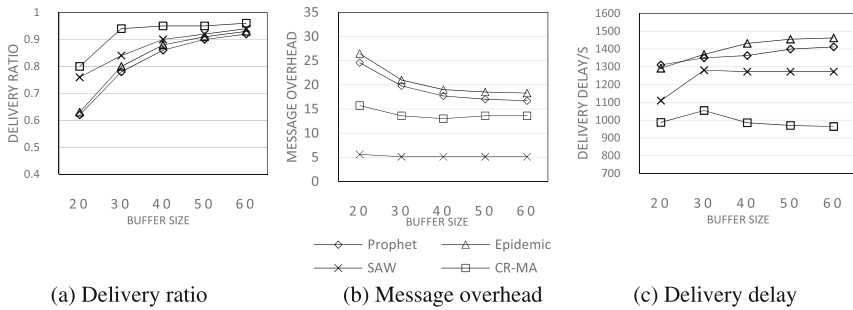 DELIVERY RATIO
1
0.9
0.8
0.7
0.6
0.5
0.4
20 30 40 50 60
BUFFER SIZE
MESSAGE OVERHEAD
35
30
25
20
15
10
5
0
20 30 40 50 60
BUFFER SIZE
DELIVERY DELAY/S
1600
1500
1400
1300
1200
1100
1000
900
800
700
20 30 40 50 60
BUFFER SIZE
Prophet Epidemic
SAW CR-MA
(a) Delivery ratio (b) Message overhead (c) Delivery delay